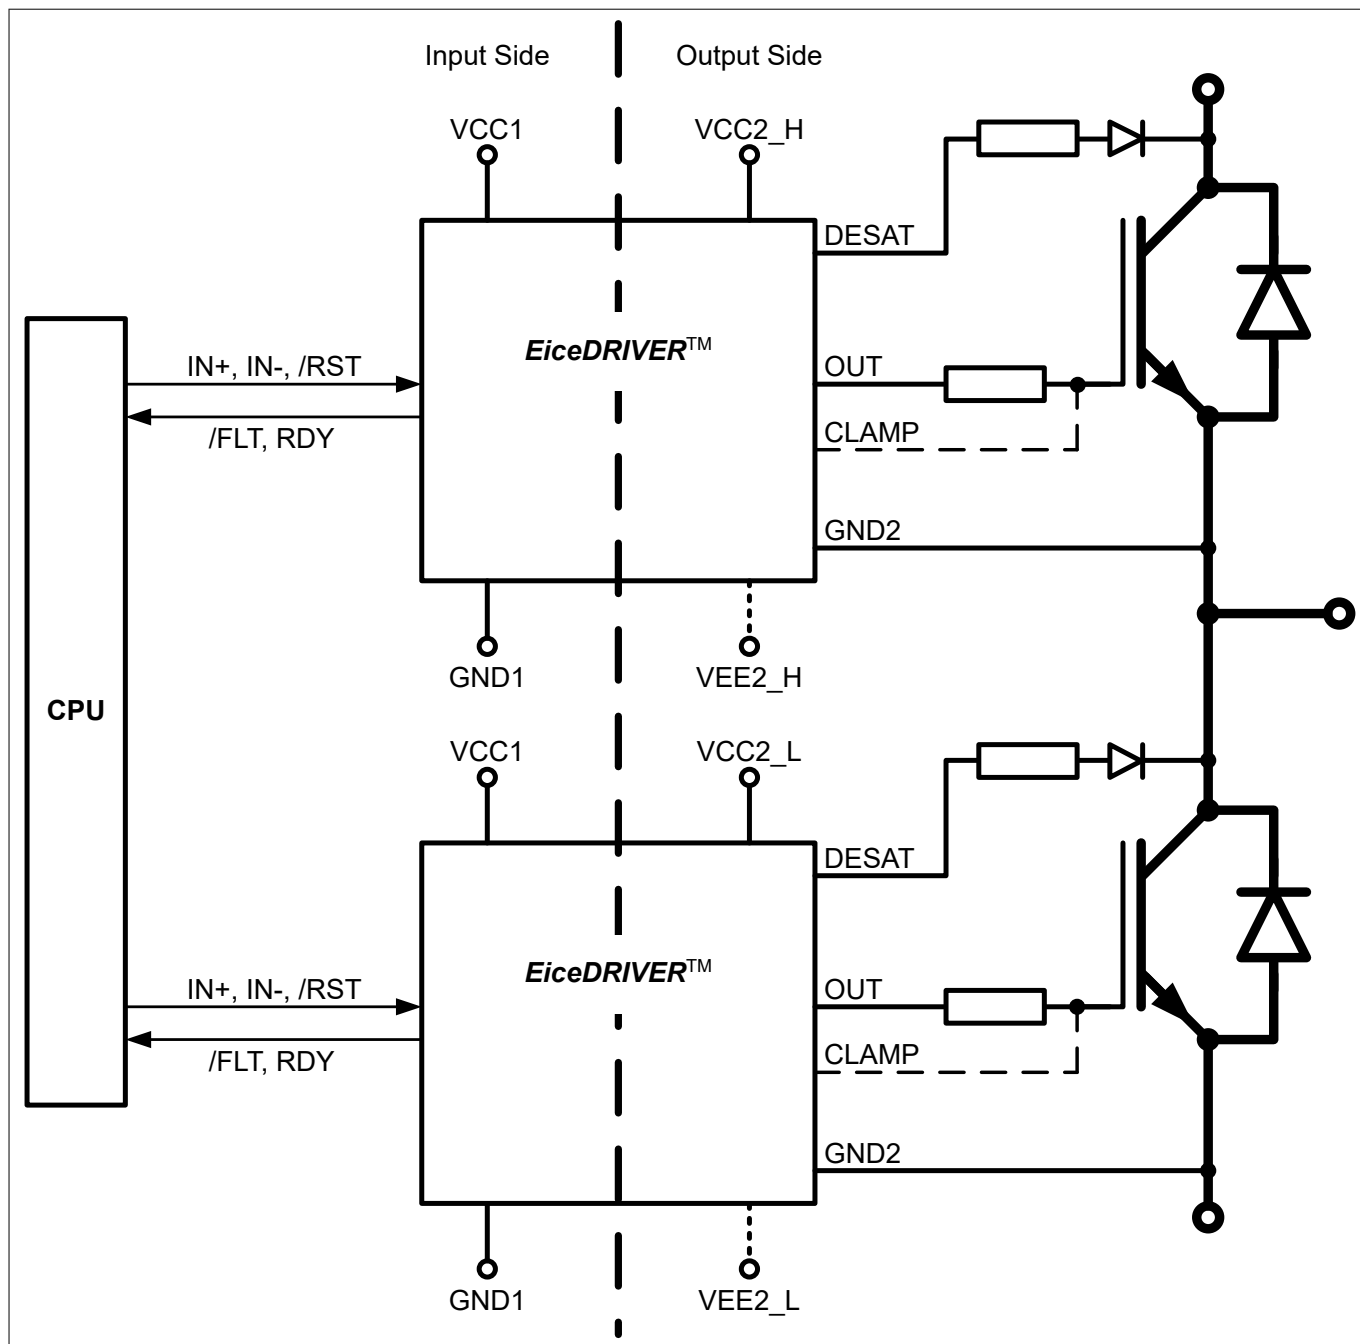 Input Side
Output Side
VCC1
VCC2_H
DESAT
EiceDRIVER™
IN+, IN-, /RST
OUT
/FLT, RDY
CLAMP
GND2
GND1
VEE2_H
CPU
VCC1
VCC2_L
DESAT
EiceDRIVER™
IN+, IN-, /RST
OUT
/FLT, RDY
CLAMP
GND2
GND1
VEE2_L